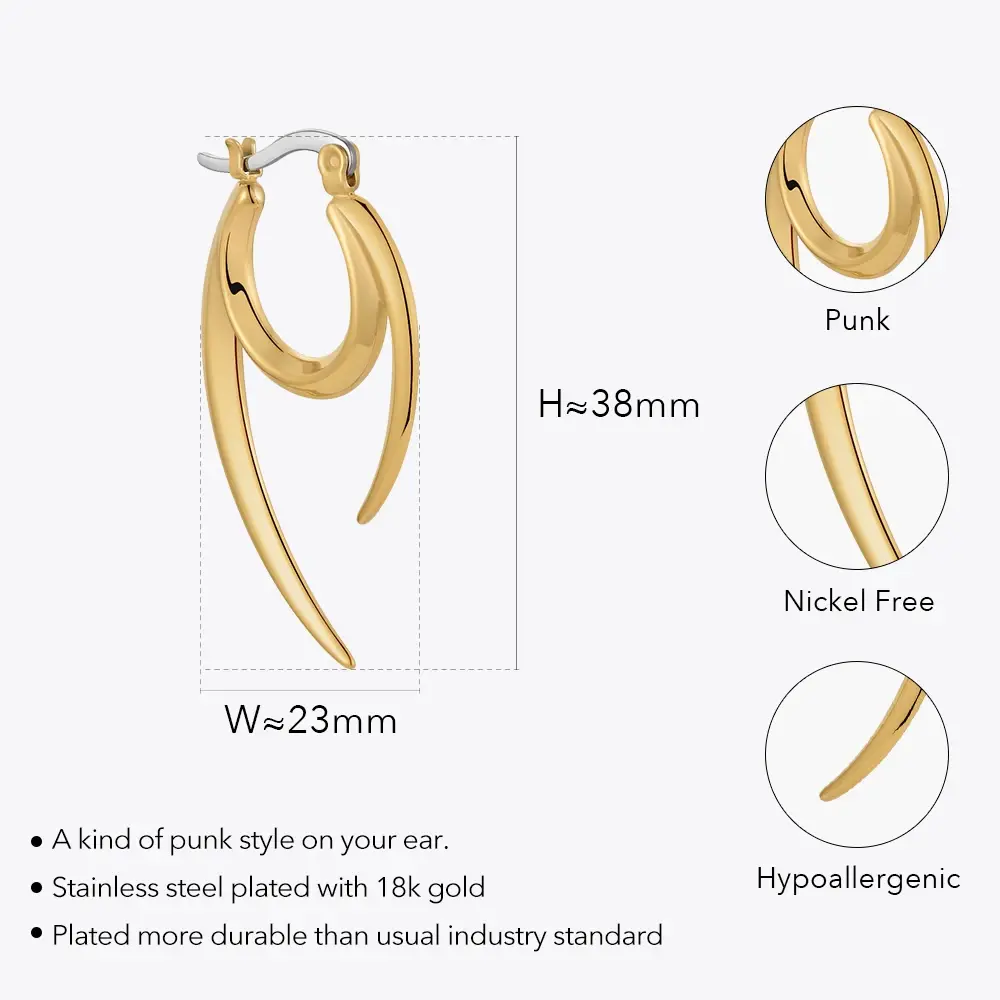 H≈38mm
W≈23mm
Punk
Nickel Free
Hypoallergenic
• A kind of punk style on your ear.
• Stainless steel plated with 18k gold
• Plated more durable than usual industry standard